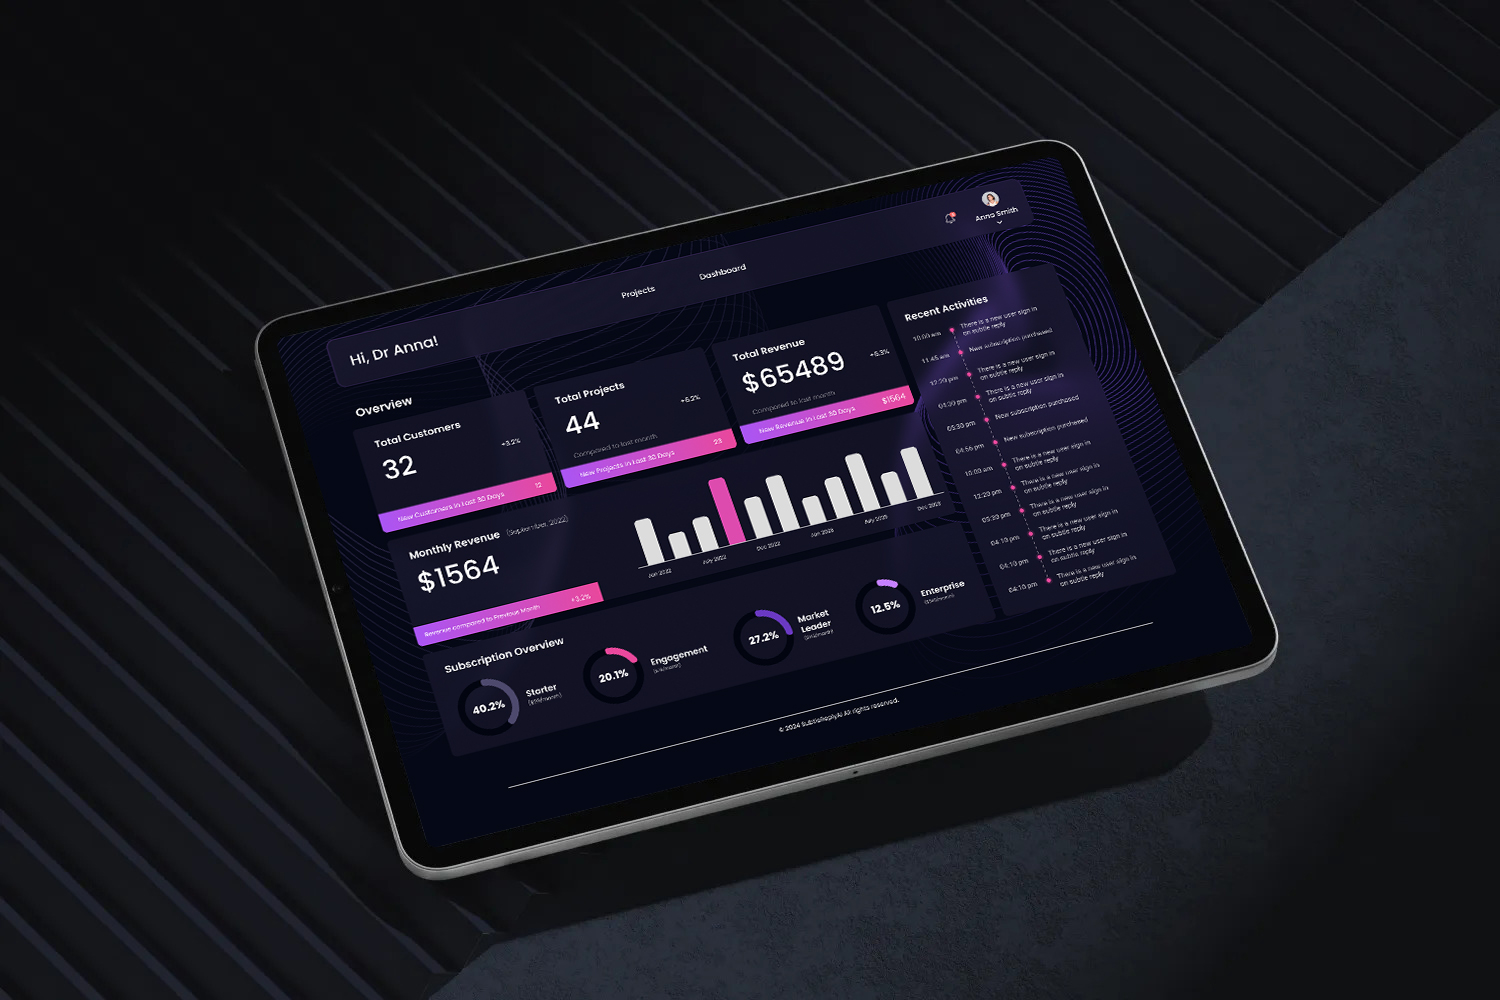 Anna Smith
Projects
Dashboard
Hi, Dr Anna!
Overview
Total Customers
32
+3.2%
New Customers in Last 30 Days
12
Total Projects
44
+6.2%
Compared to last month
New Projects in Last 30 Days
23
Total Revenue
$65489
+5.3%
Compared to last month
New Revenue in Last 30 Days
$1564
Monthly Revenue (September, 2022)
$1564
Revenue compared to Previous Month
+3.2%
Jan 2022
July 2022
Dec 2022
Jan 2023
July 2023
Dec 2023
Subscription Overview
40.2%
Starter
20.1%
Engagement
27.2%
Market
Leader
12.5%
Enterprise
Recent Activities
10:00 am
There is a new user sign in
on subtle reply
11:45 am
New subscription purchased
12:20 pm
There is a new user sign in
on subtle reply
04:00 pm
There is a new user sign in
on subtle reply
05:30 pm
New subscription purchased
04:56 pm
New subscription purchased
10:00 am
There is a new user sign in
on subtle reply
12:20 pm
There is a new user sign in
on subtle reply
05:30 pm
There is a new user sign in
on subtle reply
04:10 pm
There is a new user sign in
on subtle reply
04:10 pm
There is a new user sign in
on subtle reply
04:10 pm
There is a new user sign in
on subtle reply
© 2024 SubtleReplyAI All rights reserved.